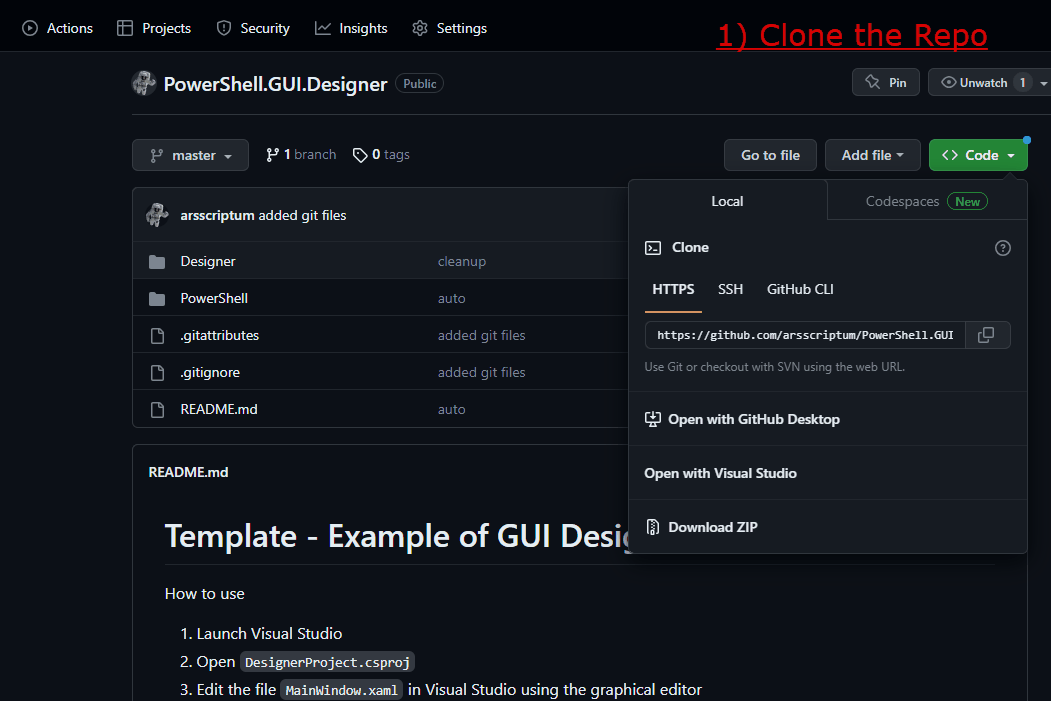 Actions Projects Security Insights Settings
1) Clone the Repo
PowerShell.GUI.Designer Public
Pin Unwatch 1
master 1 branch 0 tags Go to file Add file <> Code
arsscriptum added git files
Designer cleanup
PowerShell auto
.gitattributes added git files
.gitignore added git files
README.md auto
Local Codespaces New
Clone
HTTPS SSH GitHub CLI
https://github.com/arsscriptum/PowerShell.GUI
Use Git or checkout with SVN using the web URL.
Open with GitHub Desktop
Open with Visual Studio
Download ZIP
README.md
Template - Example of GUI Desig
How to use
1. Launch Visual Studio
2. Open DesignerProject.csproj
3. Edit the file MainWindow.xaml in Visual Studio using the graphical editor